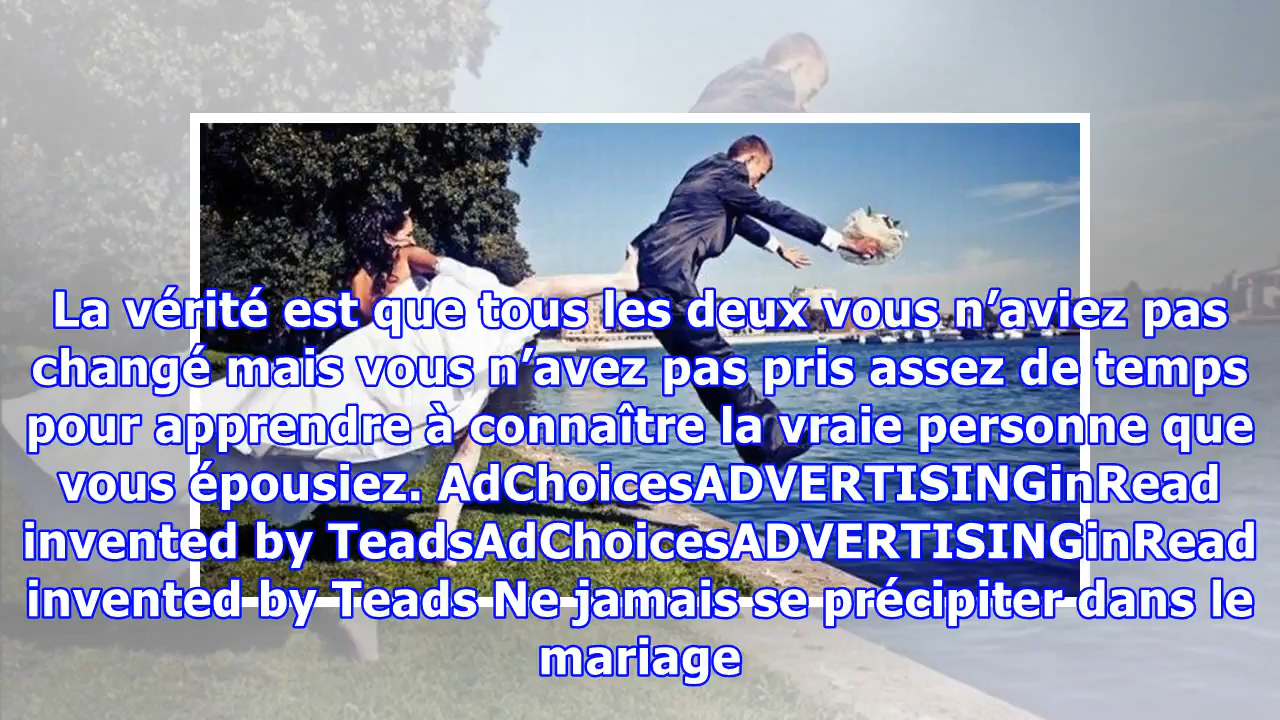 La vérité est que tous les deux vous n’aviez pas
changé mais vous n’avez pas pris assez de temps
pour apprendre à connaître la vraie personne que
vous épousiez. AdChoicesADVERTISINGinRead
invented by TeadsAdChoicesADVERTISINGinRead
invented by Teads Ne jamais se précipiter dans le
mariage